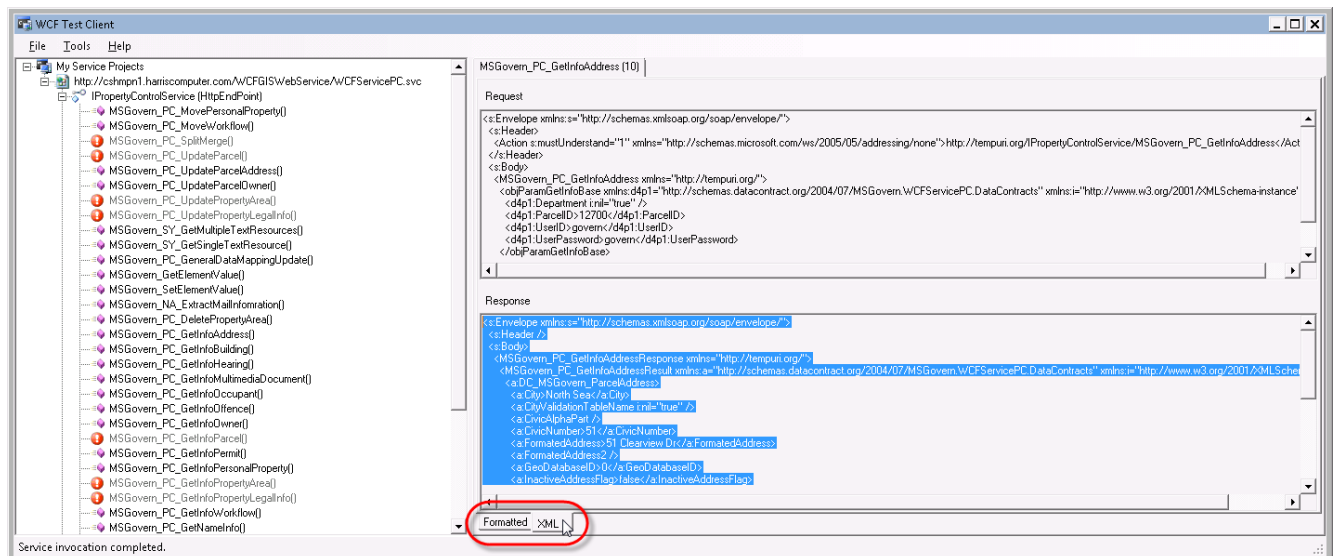 WCF Test Client
File Tools Help
My Service Projects
http://cshmpn1.harriscomputer.com/WCFGISWebService/WCFServicePC.svc
IPropertyControlService (HttpEndPoint)
MSGovern_PC_MovePersonalProperty()
MSGovern_PC_MoveWorkflow()
MSGovern_PC_SplitMerge()
MSGovern_PC_UpdateParcel()
MSGovern_PC_UpdateParcelAddress()
MSGovern_PC_UpdateParcelOwner()
MSGovern_PC_UpdatePropertyArea()
MSGovern_PC_UpdatePropertyLegalInfo()
MSGovern_SY_GetMultipleTextResources()
MSGovern_SY_GetSingleTextResource()
MSGovern_PC_GeneralDataMappingUpdate()
MSGovern_GetElementValue()
MSGovern_SetElementValue()
MSGovern_NA_ExtractMailInfomration()
MSGovern_PC_DeletePropertyArea()
MSGovern_PC_GetInfoAddress()
MSGovern_PC_GetInfoBuilding()
MSGovern_PC_GetInfoHearing()
MSGovern_PC_GetInfoMultimediaDocument()
MSGovern_PC_GetInfoOccupant()
MSGovern_PC_GetInfoOffence()
MSGovern_PC_GetInfoOwner()
MSGovern_PC_GetInfoParcel()
MSGovern_PC_GetInfoPermit()
MSGovern_PC_GetInfoPersonalProperty()
MSGovern_PC_GetInfoPropertyArea()
MSGovern_PC_GetInfoPropertyLegalInfo()
MSGovern_PC_GetInfoWorkflow()
MSGovern_PC_GetNameInfo()
MSGovern_PC_GetInfoAddress (10)
Request
<s:Envelope xmlns:s="http://schemas.xmlsoap.org/soap/envelope/">
<s:Header>
<Action s:mustUnderstand="1" xmlns="http://schemas.microsoft.com/ws/2005/05/addressing/none">http://tempuri.org/IPropertyControlService/MSGovern_PC_GetInfoAddress</Act
</s:Header>
<s:Body>
<MSGovern_PC_GetInfoAddress xmlns="http://tempuri.org/">
<objParamGetInfoBase xmlns:d4p1="http://schemas.datacontract.org/2004/07/MSGovern.WCFServicePC.DataContracts" xmlns:i="http://www.w3.org/2001/XMLSchema-instance"
<d4p1:Department i:nil="true" />
<d4p1:ParcelID>12700</d4p1:ParcelID>
<d4p1:UserID>govern</d4p1:UserID>
<d4p1:UserPassword>govern</d4p1:UserPassword>
</objParamGetInfoBase>
Response
<s:Envelope xmlns:s="http://schemas.xmlsoap.org/soap/envelope/">
<s:Header />
<s:Body>
<MSGovern_PC_GetInfoAddressResponse xmlns="http://tempuri.org/">
<MSGovern_PC_GetInfoAddressResult xmlns:a="http://schemas.datacontract.org/2004/07/MSGovern.WCFServicePC.DataContracts" xmlns:i="http://www.w3.org/2001/XMLSche
<a:DC_MSGovern_ParcelAddress>
<a:City>North Sea</a:City>
<a:CityValidationTableName i:nil="true" />
<a:CivicAlphaPart />
<a:CivicNumber>51</a:CivicNumber>
<a:FormatedAddress>51 Clearview Dr</a:FormatedAddress>
<a:FormatedAddress2 />
<a:GeoDatabaseID>0</a:GeoDatabaseID>
<a:InactiveAddressFlag>false</a:InactiveAddressFlag>
Formatted XML
Service invocation completed.